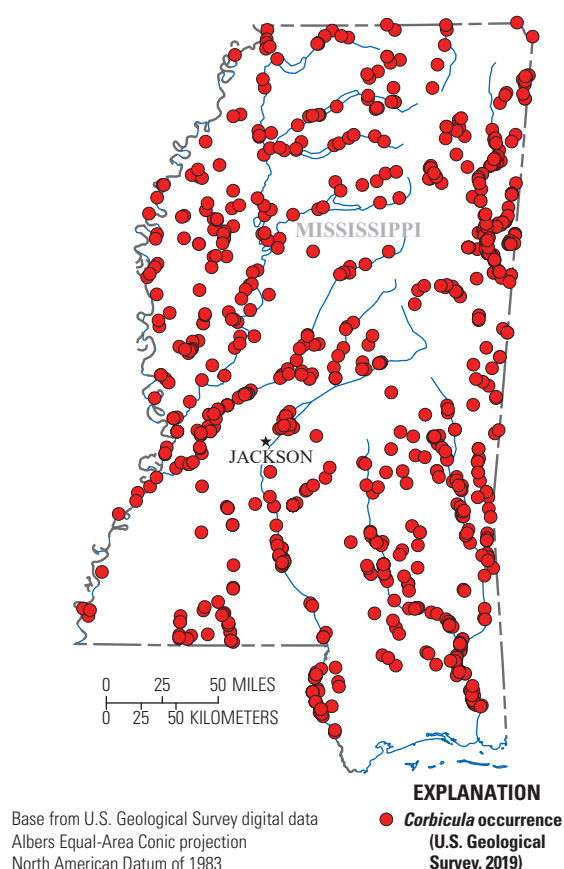 MISSISSIPPI
JACKSON
0 25 50 MILES
0 25 50 KILOMETERS
Base from U.S. Geological Survey digital data
Albers Equal-Area Conic projection
North American Datum of 1983
EXPLANATION
Corbicula occurrence
(U.S. Geological
Survey, 2019)